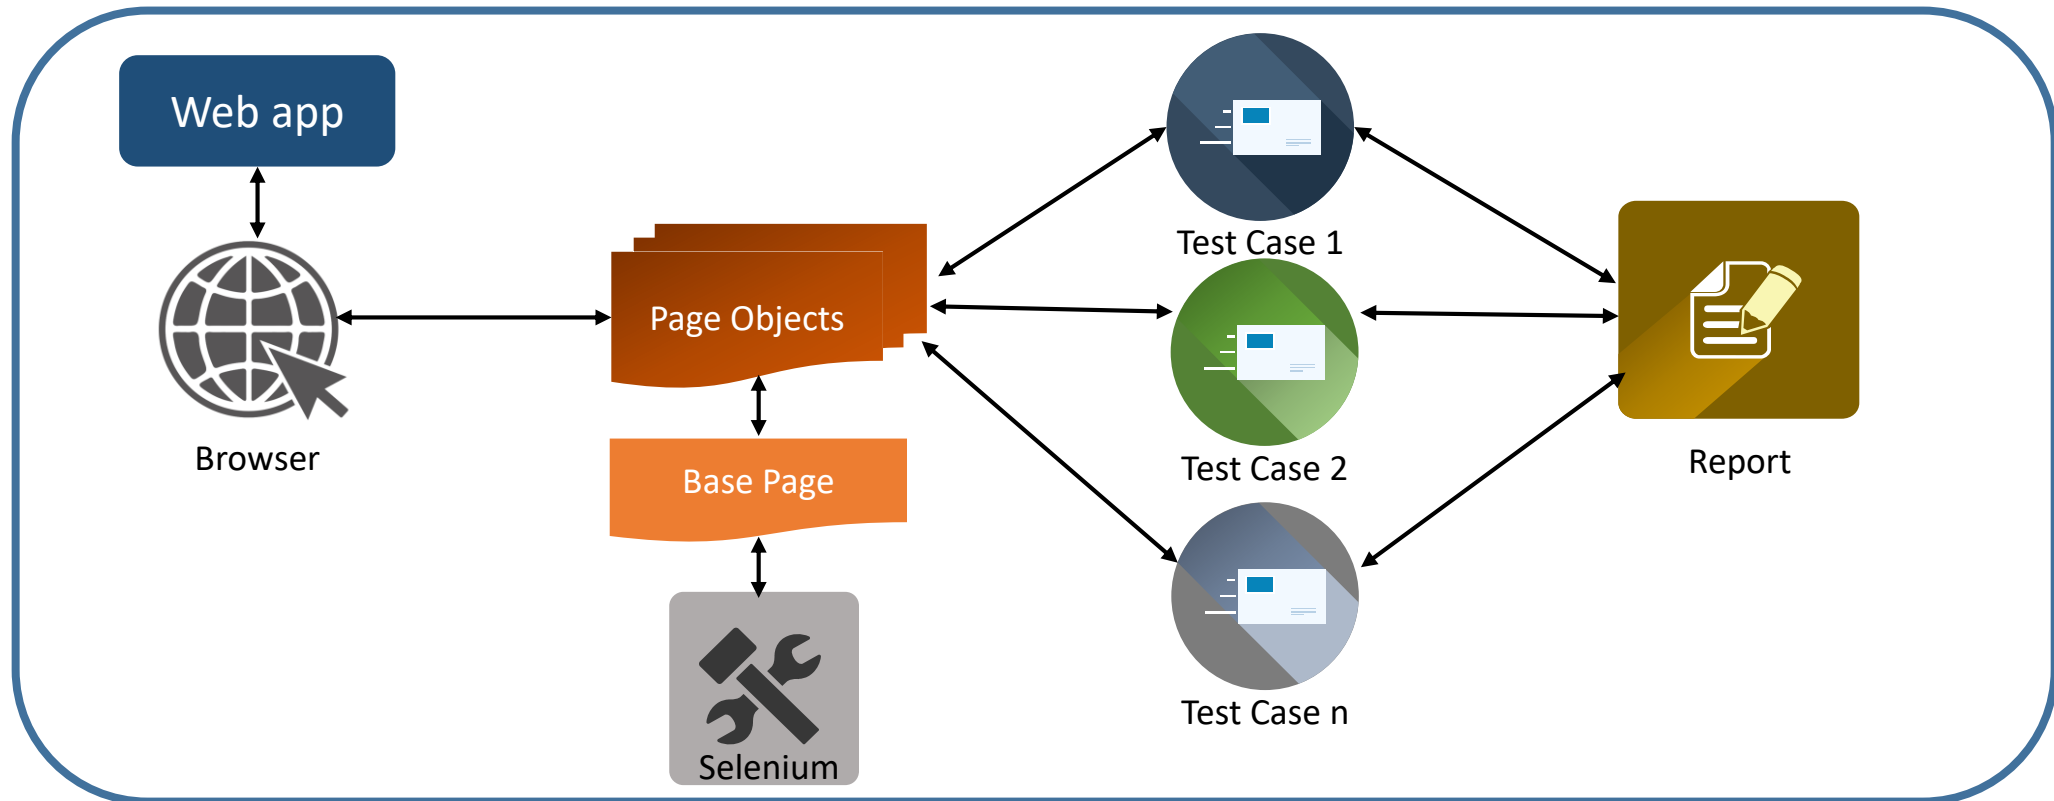 Web app
Browser
Page Objects
Base Page
Selenium
Test Case 1
Test Case 2
Test Case n
Report